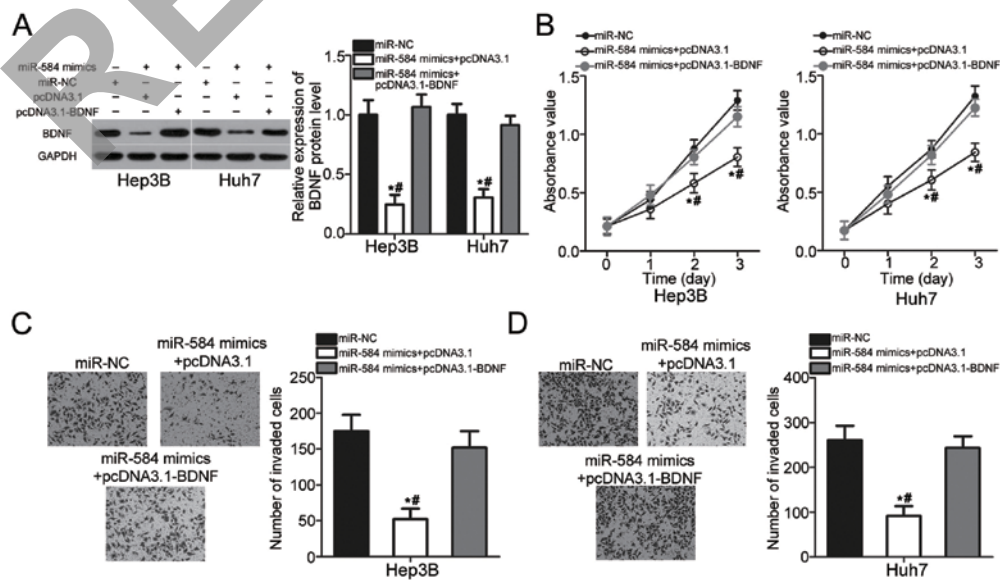 A
miR-584 mimics – + + – + +
miR-NC + – – + – –
pcDNA3.1 – + – – + –
pcDNA3.1-BDNF – – + – – +
BDNF
GAPDH
Hep3B Huh7
miR-NC
miR-584 mimics+pcDNA3.1
miR-584 mimics+
pcDNA3.1-BDNF
Relative expression of
BDNF protein level
1.5
1.0
0.5
0.0
*# *#
Hep3B Huh7
B
miR-NC
miR-584 mimics+pcDNA3.1
miR-584 mimics+pcDNA3.1-BDNF
Absorbance value
1.5
1.0
0.5
0.0
*#
*#
0 1 2 3
Time (day)
Hep3B
miR-NC
miR-584 mimics+pcDNA3.1
miR-584 mimics+pcDNA3.1-BDNF
Absorbance value
1.5
1.0
0.5
0.0
*#
*#
0 1 2 3
Time (day)
Huh7
C
miR-NC
miR-584 mimics
+pcDNA3.1
miR-584 mimics
+pcDNA3.1-BDNF
miR-NC
miR-584 mimics+pcDNA3.1
miR-584 mimics+pcDNA3.1-BDNF
Number of invaded cells
250
200
150
100
50
0
*#
Hep3B
D
miR-NC
miR-584 mimics
+pcDNA3.1
miR-584 mimics
+pcDNA3.1-BDNF
miR-NC
miR-584 mimics+pcDNA3.1
miR-584 mimics+pcDNA3.1-BDNF
Number of invaded cells
400
300
200
100
0
*#
Huh7